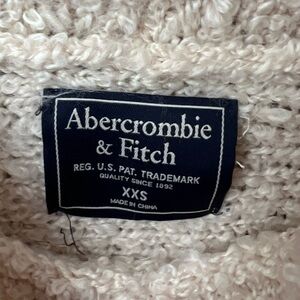 Abercrombie
& Fitch
REG. U.S. PAT. TRADEMARK
QUALITY SINCE 1892
XXS
MADE IN CHINA